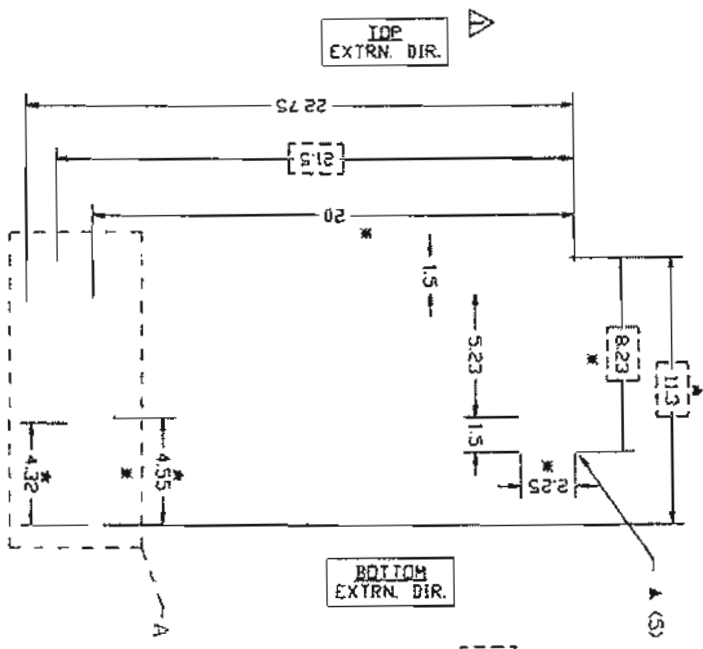 TOP
EXTRN. DIR.
1
22.75
21.5
20
1.5
5.23
8.23
11.3
1.5
2.25
4.32
4.55
BOTTOM
EXTRN. DIR.
A
(5)